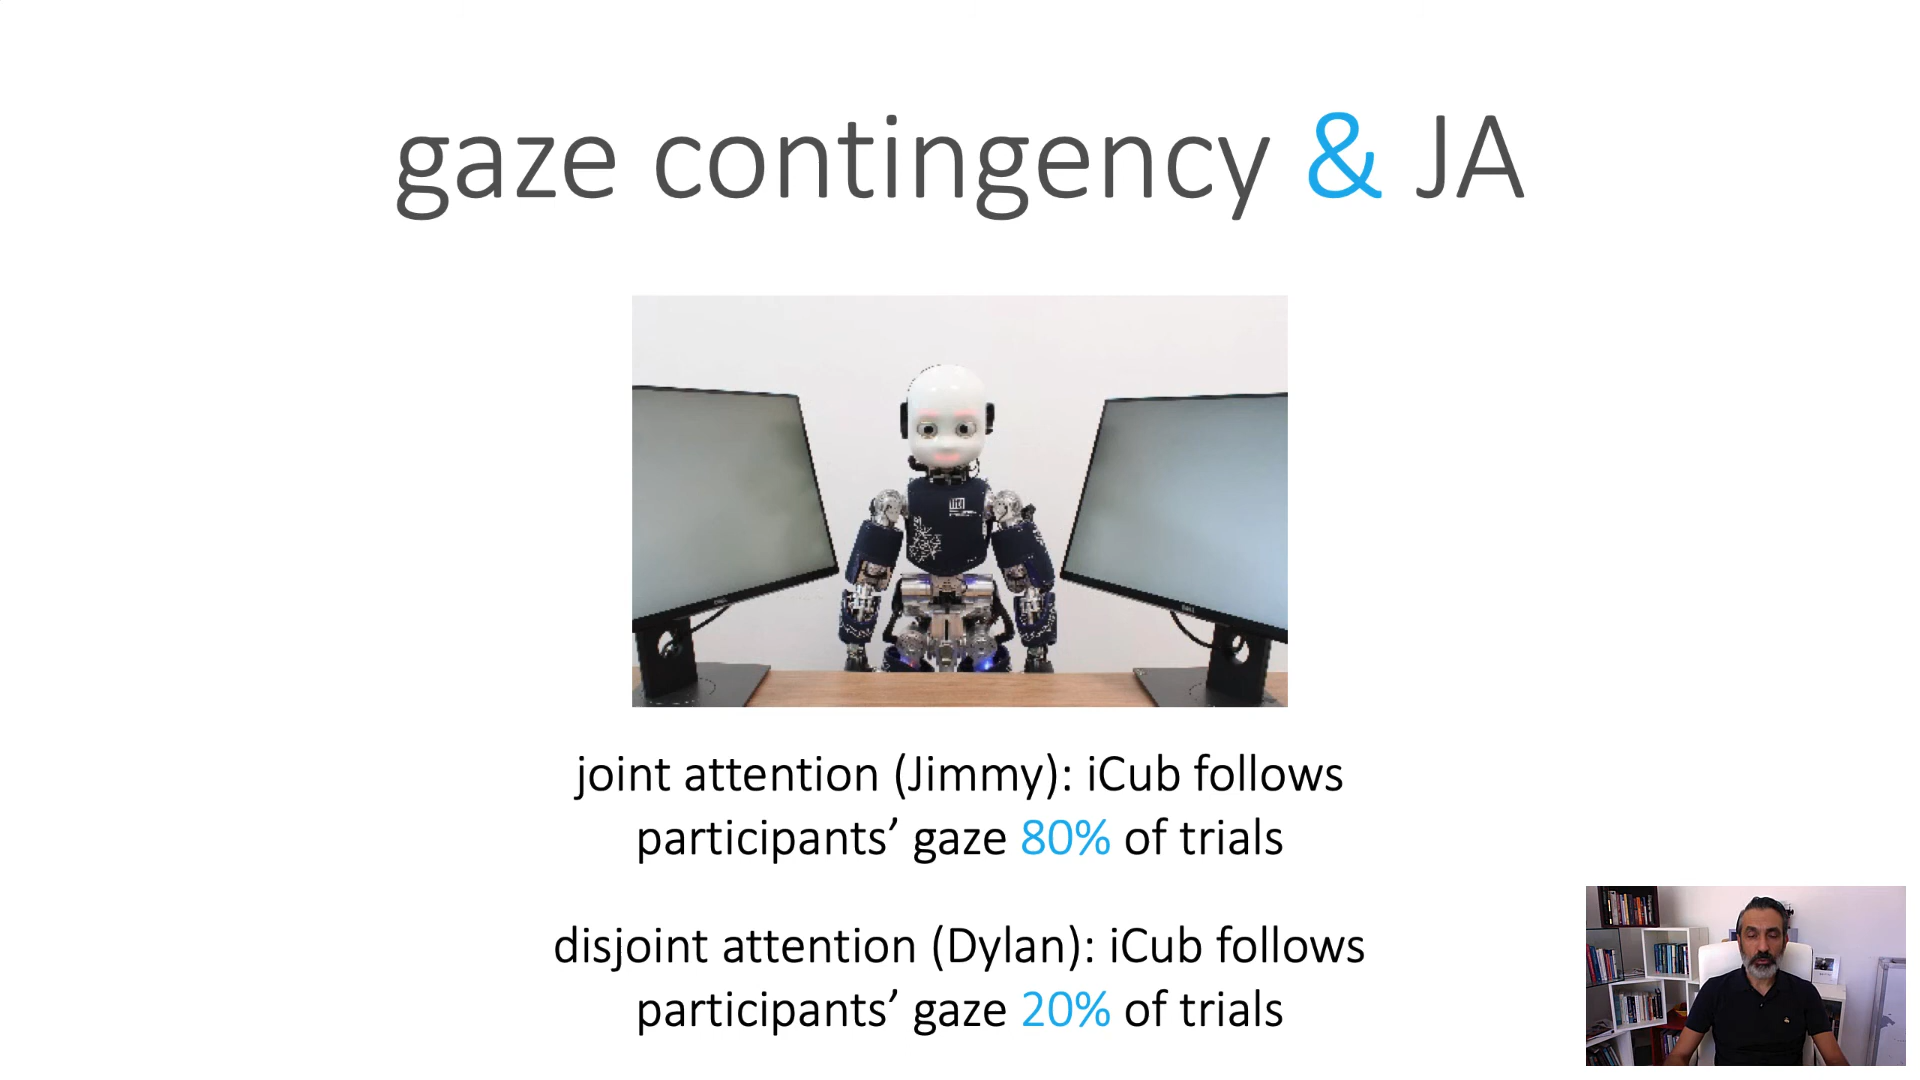 gaze contingency & JA
joint attention (Jimmy): iCub follows
participants’ gaze 80% of trials
disjoint attention (Dylan): iCub follows
participants’ gaze 20% of trials